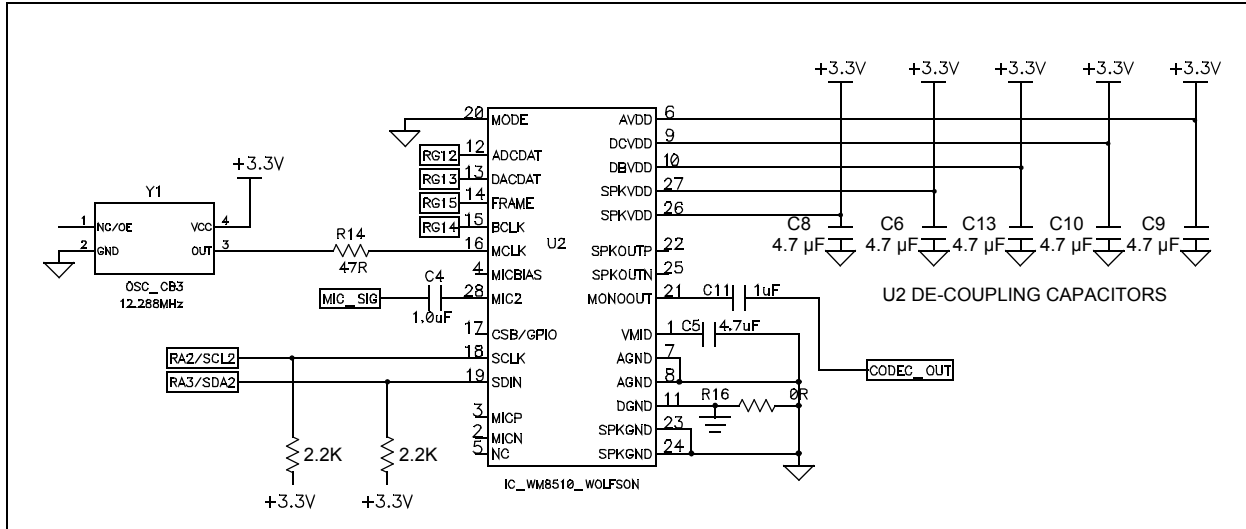 +3.3V +3.3V +3.3V +3.3V +3.3V
20 MODE AVDD 6
RG12 12 ADCDAT DCVDD 9
RG13 13 DACDAT DBVDD 10
RG15 14 FRAME SPKVDD 27
RG14 15 BCLK SPKVDD 26
+3.3V
Y1
1 NC/OE VCC 4
2 GND OUT 3
OSC_CB3
12.288MHz
R14
47R
16 MCLK U2 SPKOUTP 22
4 MICBIAS SPKOUTN 25
MIC_SIG C4 28 MIC2 MONOOUT 21 C11 1uF
1.0uF
C8 C6 C13 C10 C9
4.7 µF 4.7 µF 4.7 µF 4.7 µF 4.7 µF
U2 DE-COUPLING CAPACITORS
17 CSB/GPIO VMID 1 C5 4.7uF
RA2/SCL2 18 SCLK AGND 7
RA3/SDA2 19 SDIN AGND 8
CODEC_OUT
DGND 11 R16 0R
3 MICP SPKGND 23
2 MICN SPKGND 24
5 NC
2.2K 2.2K
+3.3V +3.3V
IC_WM8510_WOLFSON